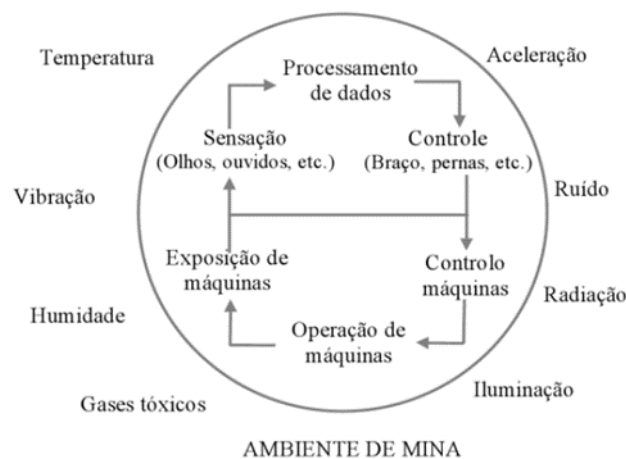 Temperatura
Aceleração
Processamento
de dados
Sensação
(Olhos, ouvidos, etc.)
Controle
(Braço, pernas, etc.)
Vibração
Ruído
Exposição de
máquinas
Controlo
máquinas
Radiação
Humidade
Operação de
máquinas
Iluminação
Gases tóxicos
AMBIENTE DE MINA